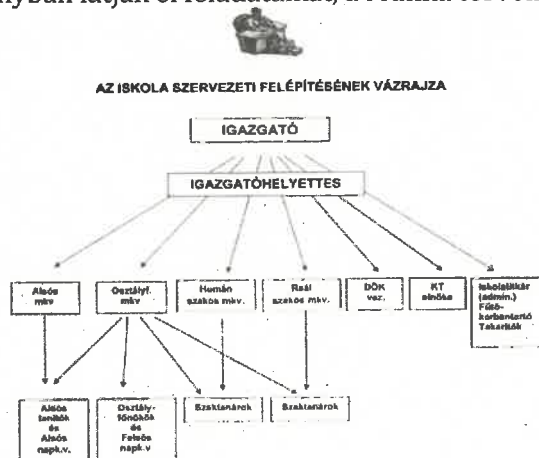 AZ ISKOLA SZERVEZETI FELÉPÍTÉSÉNEK VÁZRAJZA
IGAZGATÓ
IGAZGATÓHELYETTES
Alsós
mkv
Osztályf.
mkv
Humán
szakos mkv.
Reál
szakos mkv.
DÖK
vez.
KT
elnöke
Iskolatitkár
(admin.)
Fűtő-
karbantartó
Takarítók
Alsós
tanítók
és
Alsós
napk.v.
Osztály-
főnökök
és
Felsős
napk.v
Szaktanárok
Szaktanárok